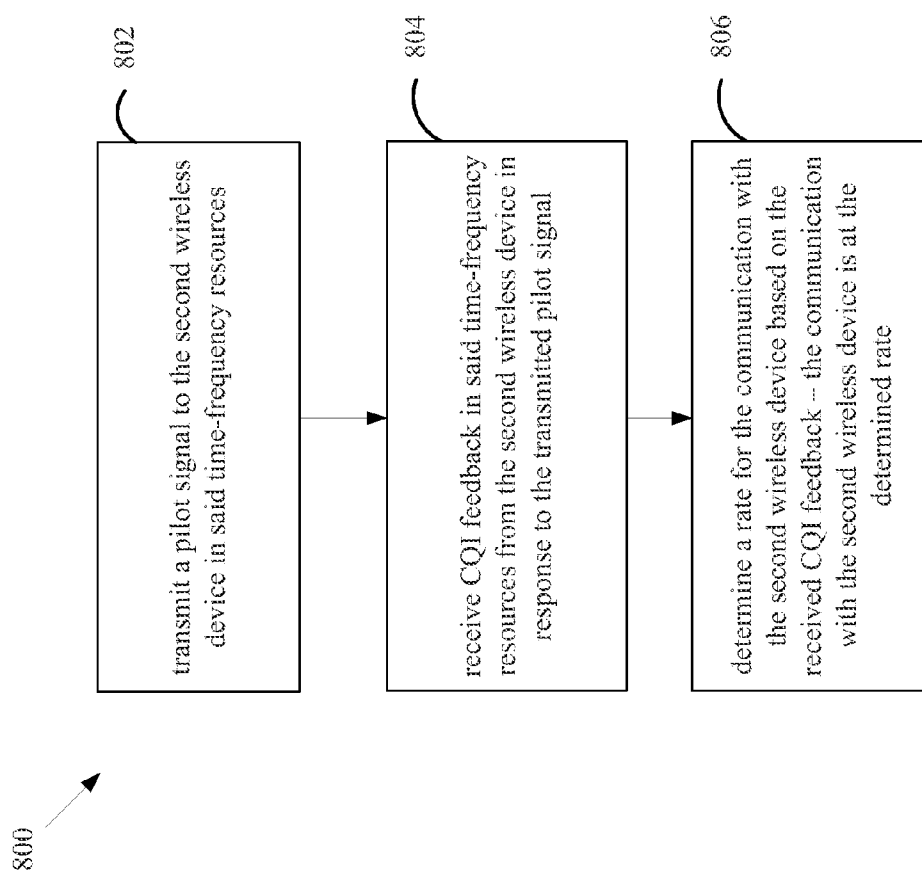 800
802
transmit a pilot signal to the second wireless
device in said time-frequency resources
804
receive CQI feedback in said time-frequency
resources from the second wireless device in
response to the transmitted pilot signal
806
determine a rate for the communication with
the second wireless device based on the
received CQI feedback -- the communication
with the second wireless device is at the
determined rate